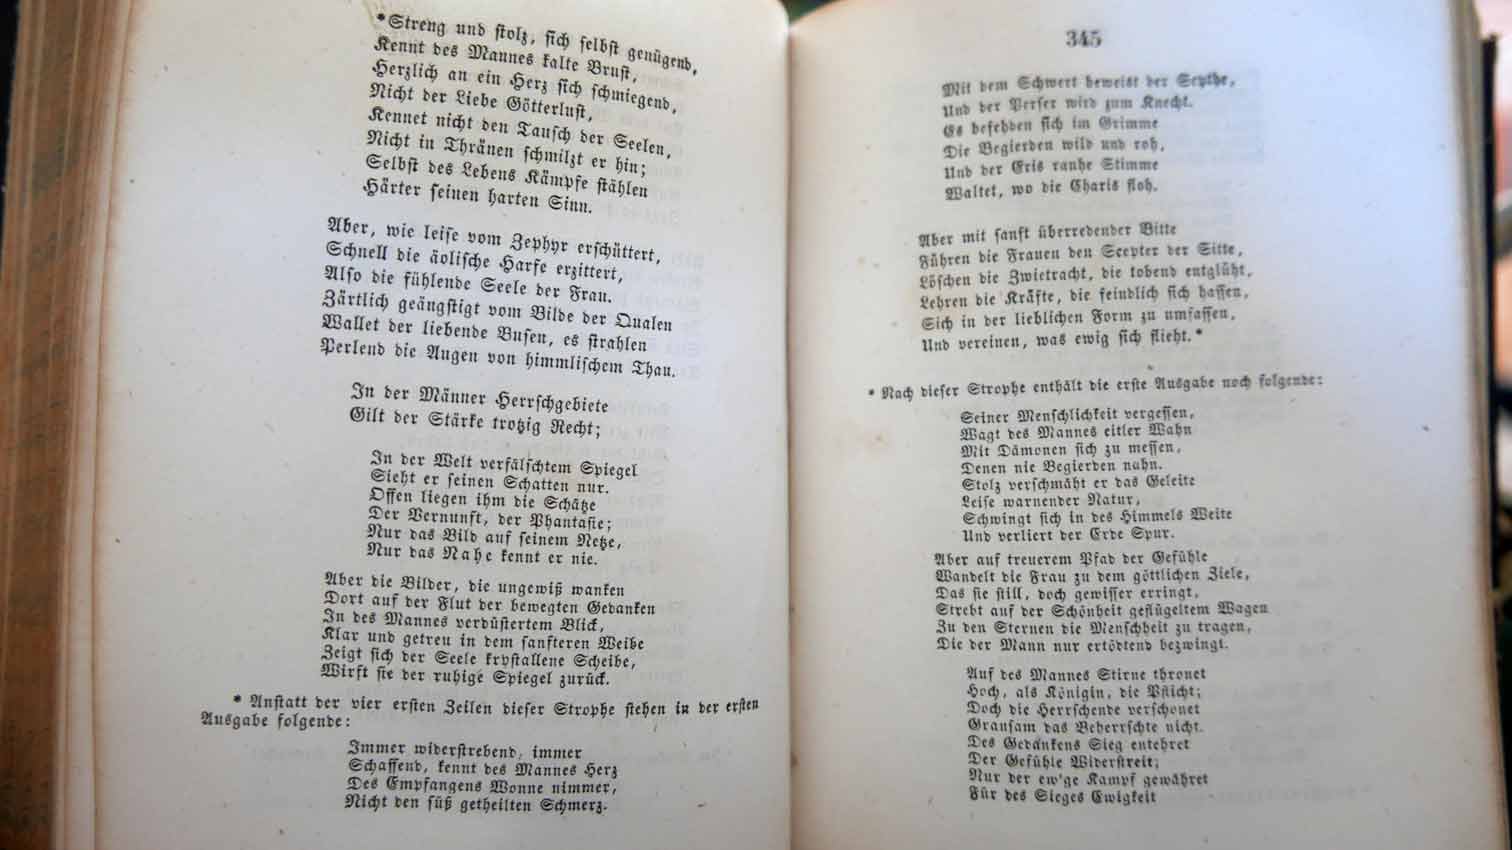 *Streng und stolz, sich selbst genügend,
Kennt des Mannes kalte Brust,
Herzlich an ein Herz sich schmiegend,
Nicht der Liebe Götterlust,
Kennet nicht den Tausch der Seelen,
Nicht in Thränen schmilzt er hin;
Selbst des Lebens Kämpfe stählen
Härter seinen harten Sinn.
Aber, wie leise vom Zephyr erschüttert,
Schnell die äolische Harfe erzittert,
Also die fühlende Seele der Frau.
Zärtlich geängstigt vom Bilde der Qualen
Wallet der liebende Busen, es strahlen
Perlend die Augen von himmlischem Thau.
In der Männer Herrschgebiete
Gilt der Stärke trotzig Recht;
In der Welt verfälschtem Spiegel
Sieht er seinen Schatten nur.
Offen liegen ihm die Schätze
Der Vernunft, der Phantasie;
Nur das Bild auf seinem Netze,
Nur das Nahe kennt er nie.
Aber die Bilder, die ungewiß wanken
Dort auf der Flut der bewegten Gedanken
In des Mannes verdüstertem Blick,
Klar und getreu in dem sanfteren Weibe
Zeigt sich der Seele krystallene Scheibe,
Wirft sie der ruhige Spiegel zurück.
* Anstatt der vier ersten Zeilen dieser Strophe stehen in der ersten
Ausgabe folgende:
Immer widerstrebend, immer
Schaffend, kennt des Mannes Herz
Des Empfangens Wonne nimmer,
Nicht den süß getheilten Schmerz.
345
Mit dem Schwert beweist der Scythe,
Und der Perser wird zum Knecht.
Es befehden sich im Grimme
Die Begierden wild und roh,
Und der Eris rauhe Stimme
Waltet, wo die Charis floh.
Aber mit sanft überredender Bitte
Führen die Frauen den Scepter der Sitte,
Löschen die Zwietracht, die tobend entglüht,
Lehren die Kräfte, die feindlich sich hassen,
Sich in der lieblichen Form zu umfassen,
Und vereinen, was ewig sich flieht.*
* Nach dieser Strophe enthält die erste Ausgabe noch folgende:
Seiner Menschlichkeit vergessen,
Wagt des Mannes eitler Wahn
Mit Dämonen sich zu messen,
Denen nie Begierden nahn.
Stolz verschmäht er das Geleite
Leise warnender Natur,
Schwingt sich in des Himmels Weite
Und verliert der Erde Spur.
Aber auf treuerem Pfad der Gefühle
Wandelt die Frau zu dem göttlichen Ziele,
Das sie still, doch gewisser erringt,
Strebt auf der Schönheit geflügeltem Wagen
Zu den Sternen die Menschheit zu tragen,
Die der Mann nur ertödtend bezwingt.
Auf des Mannes Stirne thronet
Hoch, als Königin, die Pflicht;
Doch die Herrschende verschonet
Grausam das Beherrschte nicht.
Des Gedankens Sieg entehret
Der Gefühle Widerstreit;
Nur der ew'ge Kampf gewähret
Für des Sieges Ewigkeit